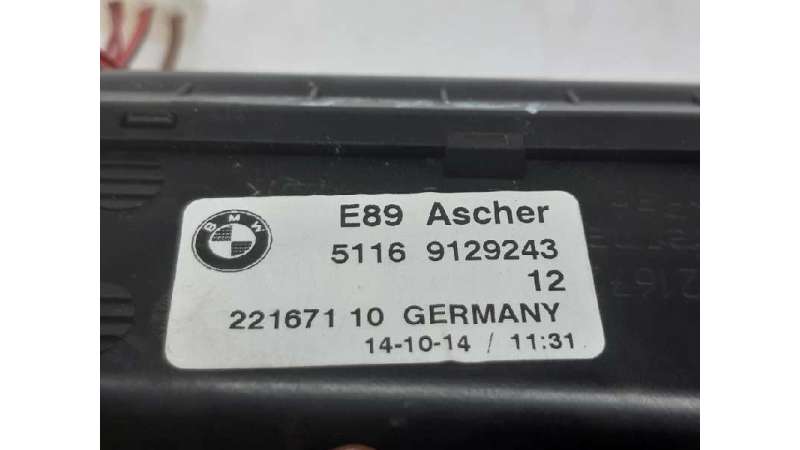 BMW
E89 Ascher
5116 9129243
12
221671 10 GERMANY
14-10-14 / 11:31